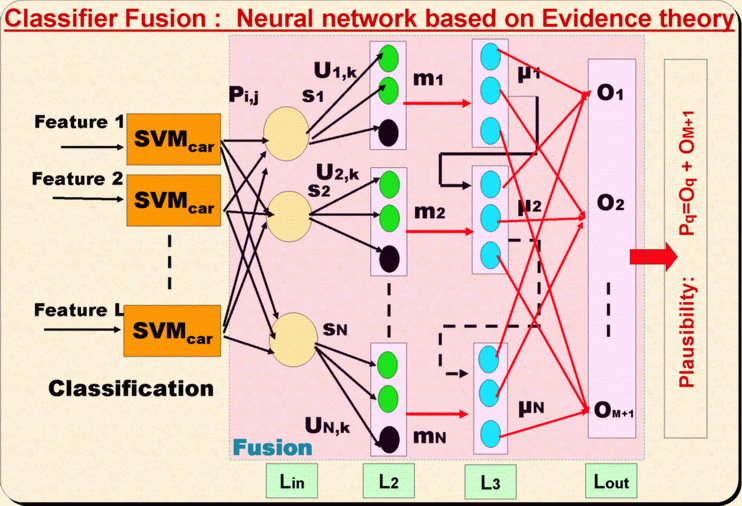 Classifier Fusion : Neural network based on Evidence theory
Feature 1
SVMcar
Feature 2
SVMcar
Feature L
SVMcar
Classification
Pi,j
S1
U1,k
m1
μ1
O1
S2
U2,k
m2
μ2
O2
SN
UN,k
mN
μN
OM+1
Fusion
Lin
L2
L3
Lout
Plausibility: Pq=Oq + OM+1